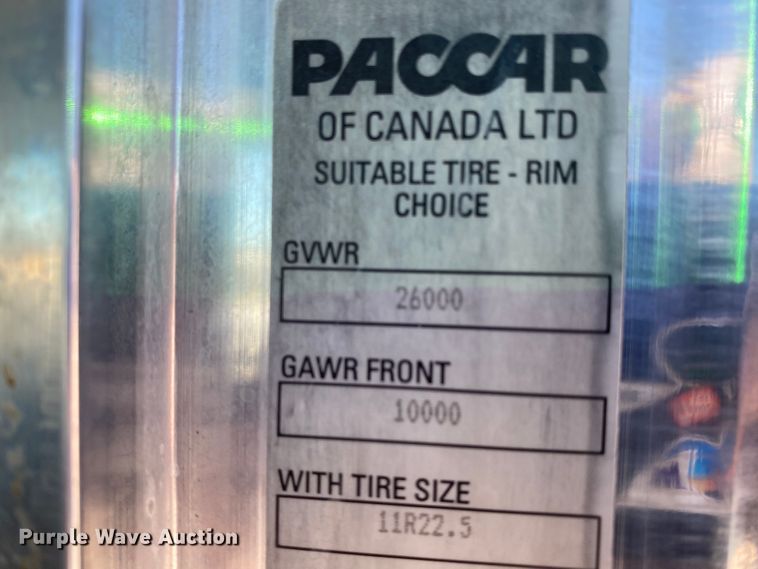 PACCAR
OF CANADA LTD
SUITABLE TIRE - RIM
CHOICE
GVWR
26000
GAWR FRONT
10000
WITH TIRE SIZE
11R22.5
Purple Wave Auction